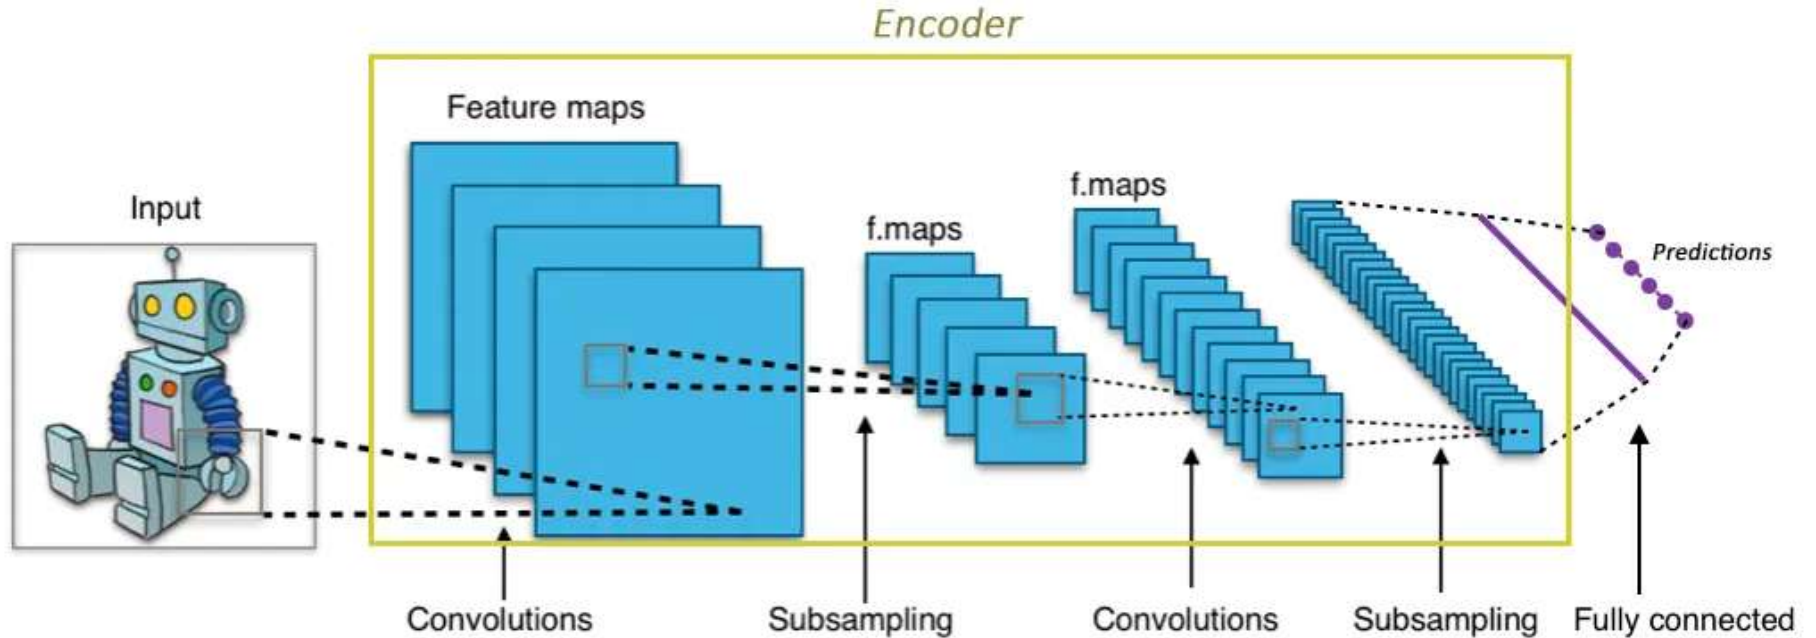 Encoder
Feature maps
Input
f.maps
f.maps
Predictions
Convolutions
Subsampling
Convolutions
Subsampling
Fully connected